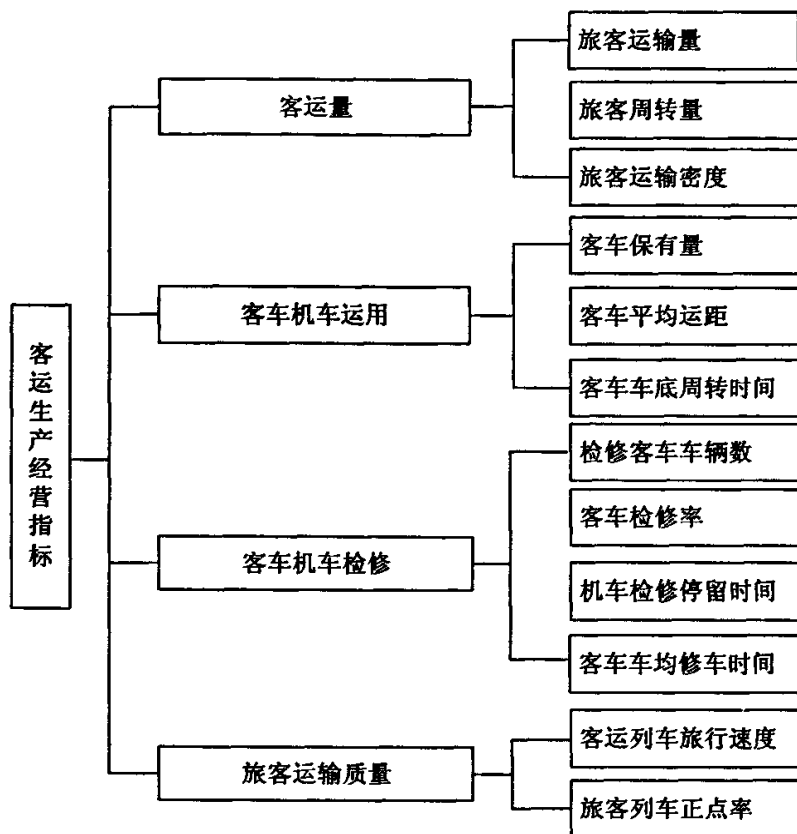 客运生产经营指标
客运量
旅客运输量
旅客周转量
旅客运输密度
客车机车运用
客车保有量
客车平均运距
客车车底周转时间
客车机车检修
检修客车车辆数
客车检修率
机车检修停留时间
客车车均修车时间
旅客运输质量
客运列车旅行速度
旅客列车正点率